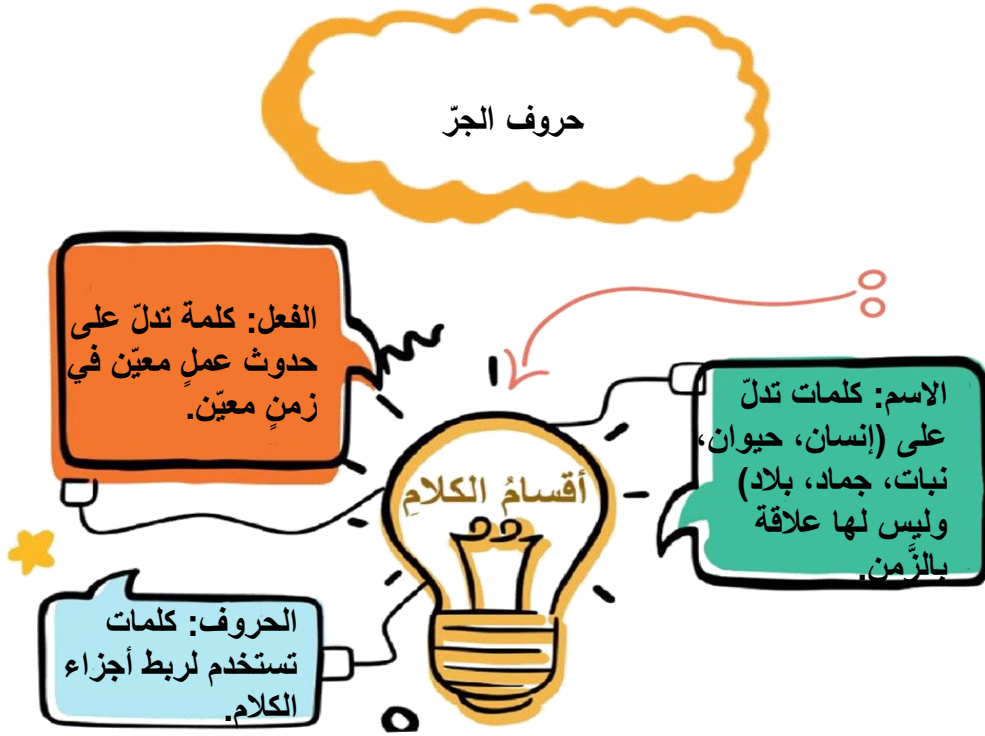 حروف الجرّ
الفعل: كلمة تدلّ على
حدوث عملٍ معيّن في
زمنٍ معيّن.
الاسم: كلمات تدلّ
على (إنسان، حيوان،
نبات، جماد، بلاد)
وليس لها علاقة
بالزَّمن.
أقسامُ الكلامِ
الحروف: كلمات
تستخدم لربط أجزاء
الكلام.